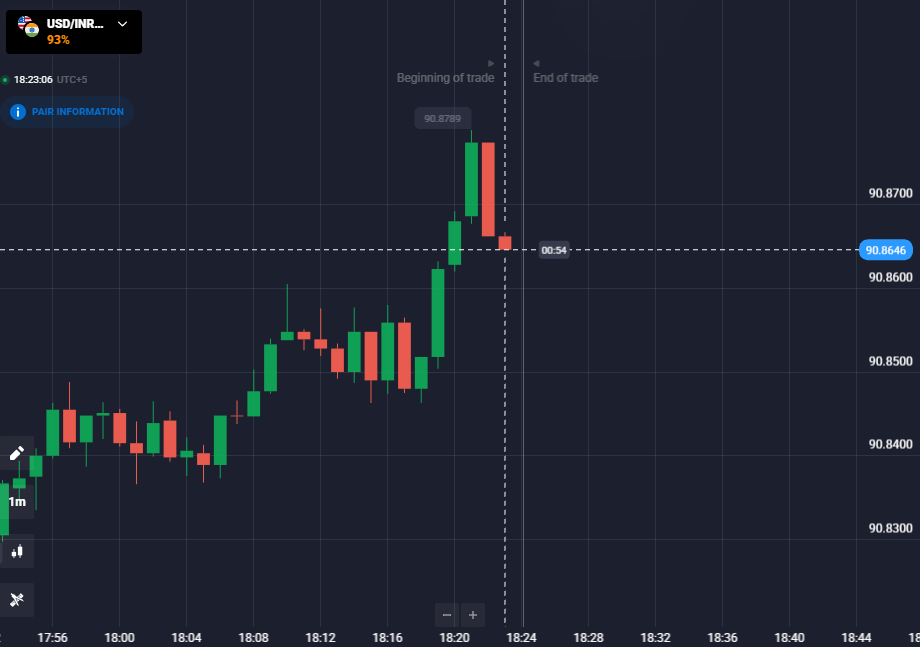 USD/INR...
93%
18:23:06 UTC+5
PAIR INFORMATION
Beginning of trade
End of trade
90.8789
90.8700
00:54
90.8646
90.8600
90.8500
90.8400
1m
90.8300
17:56 18:00 18:04 18:08 18:12 18:16 18:20 18:24 18:28 18:32 18:36 18:40 18:44